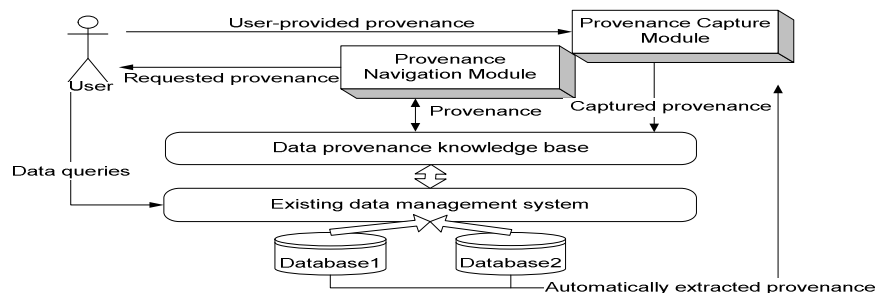 User-provided provenance
Provenance Capture
Module
Provenance
Navigation Module
Requested provenance
User
Provenance
Captured provenance
Data provenance knowledge base
Data queries
Existing data management system
Database1
Database2
Automatically extracted provenance